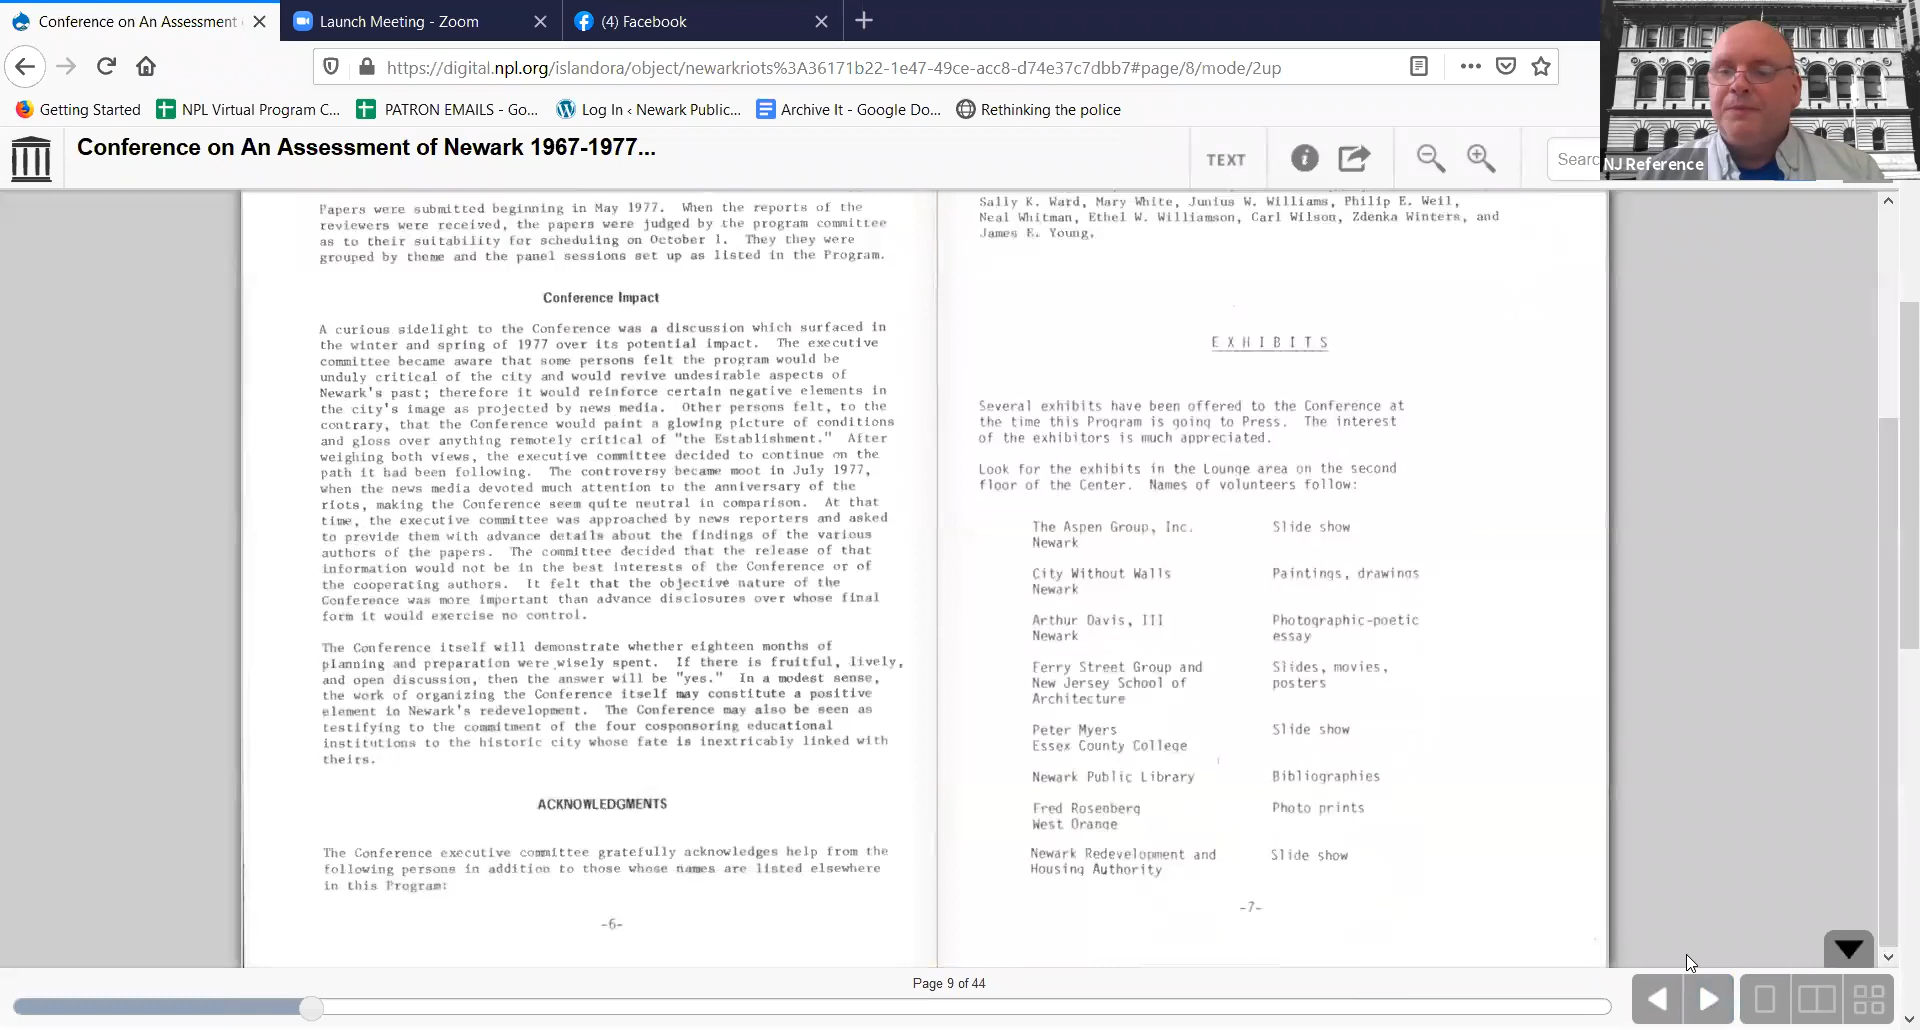 Conference on An Assessment
Launch Meeting - Zoom
(4) Facebook
https://digital.npl.org/islandora/object/newarkriots%3A36171b22-1e47-49ce-acc8-d74e37c7dbb7#page/8/mode/2up
Getting Started
NPL Virtual Program C...
PATRON EMAILS - Go...
Log In ‹ Newark Public...
Archive It - Google Do...
Rethinking the police
Conference on An Assessment of Newark 1967-1977...
TEXT
Searc
NJ Reference
Papers were submitted beginning in May 1977. When the reports of the
reviewers were received, the papers were judged by the program committee
as to their suitability for scheduling on October 1. They they were
grouped by theme and the panel sessions set up as listed in the Program.
Conference Impact
A curious sidelight to the Conference was a discussion which surfaced in
the winter and spring of 1977 over its potential impact. The executive
committee became aware that some persons felt the program would be
unduly critical of the city and would revive undesirable aspects of
Newark's past; therefore it would reinforce certain negative elements in
the city's image as projected by news media. Other persons felt, to the
contrary, that the Conference would paint a glowing picture of conditions
and gloss over anything remotely critical of "the Establishment." After
weighing both views, the executive committee decided to continue on the
path it had been following. The controversy became moot in July 1977,
when the news media devoted much attention to the anniversary of the
riots, making the Conference seem quite neutral in comparison. At that
time, the executive committee was approached by news reporters and asked
to provide them with advance details about the findings of the various
authors of the papers. The committee decided that the release of that
information would not be in the best interests of the Conference or of
the cooperating authors. It felt that the objective nature of the
Conference was more important than advance disclosures over whose final
form it would exercise no control.
The Conference itself will demonstrate whether eighteen months of
planning and preparation were wisely spent. If there is fruitful, lively,
and open discussion, then the answer will be "yes." In a modest sense,
the work of organizing the Conference itself may constitute a positive
element in Newark's redevelopment. The Conference may also be seen as
testifying to the commitment of the four cosponsoring educational
institutions to the historic city whose fate is inextricably linked with
theirs.
ACKNOWLEDGMENTS
The Conference executive committee gratefully acknowledges help from the
following persons in addition to those whose names are listed elsewhere
in this Program:
-6-
Sally K. Ward, Mary White, Junius W. Williams, Philip E. Weil,
Neal Whitman, Ethel W. Williamson, Carl Wilson, Zdenka Winters, and
James E. Young.
EXHIBITS
Several exhibits have been offered to the Conference at
the time this Program is going to Press. The interest
of the exhibitors is much appreciated.
Look for the exhibits in the Lounge area on the second
floor of the Center. Names of volunteers follow:
The Aspen Group, Inc. Slide show
Newark
City Without Walls Paintings, drawings
Newark
Arthur Davis, III Photographic-poetic
Newark essay
Ferry Street Group and Slides, movies,
New Jersey School of posters
Architecture
Peter Myers Slide show
Essex County College
Newark Public Library Bibliographies
Fred Rosenberg Photo prints
West Orange
Newark Redevelopment and Slide show
Housing Authority
-7-
Page 9 of 44